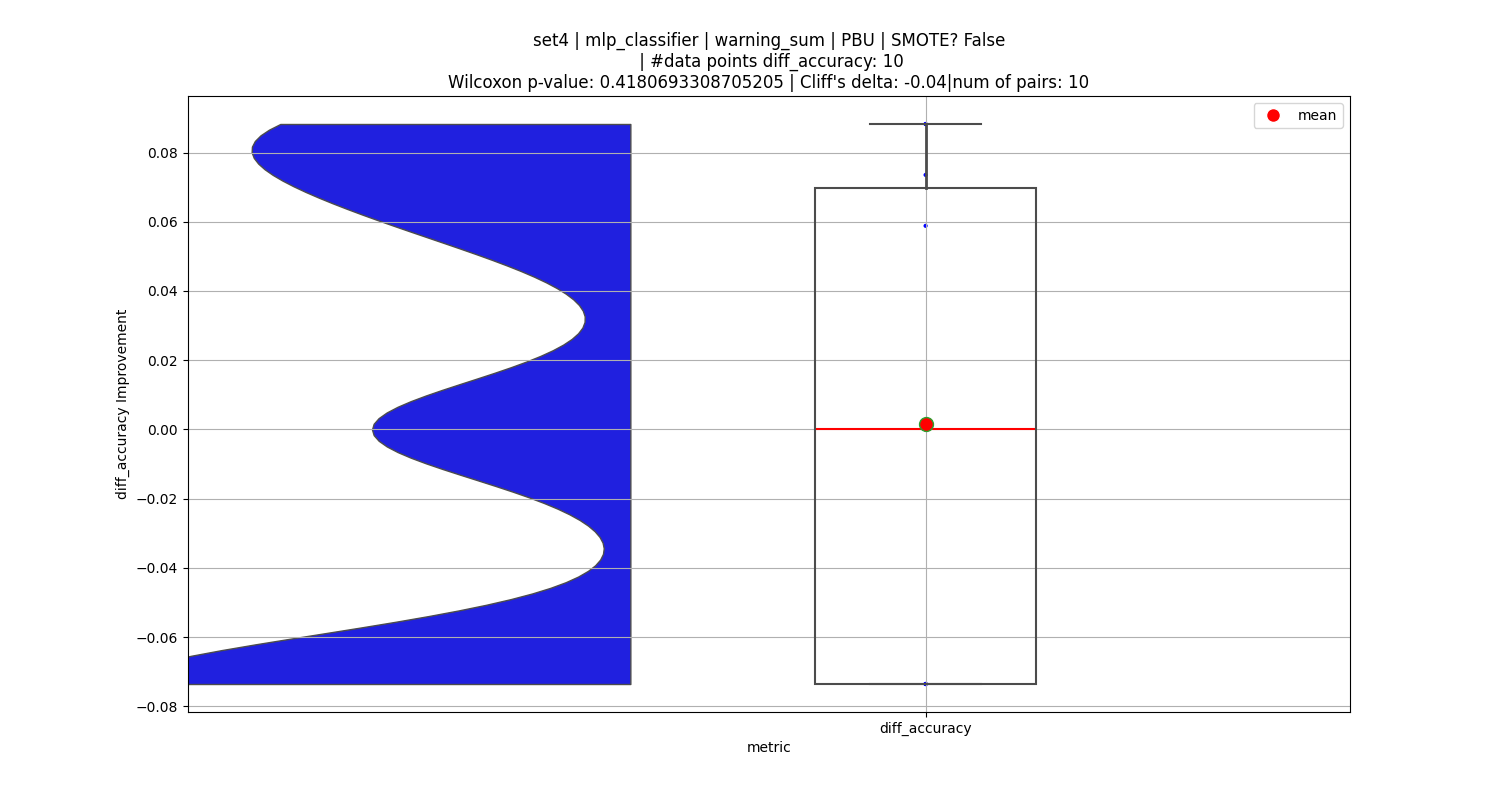 set4 | mlp_classifier | warning_sum | PBU | SMOTE? False
| #data points diff_accuracy: 10
Wilcoxon p-value: 0.4180693308705205 | Cliff's delta: -0.04|num of pairs: 10
mean
0.08
0.06
0.04
0.02
0.00
−0.02
−0.04
−0.06
−0.08
diff_accuracy Improvement
diff_accuracy
metric